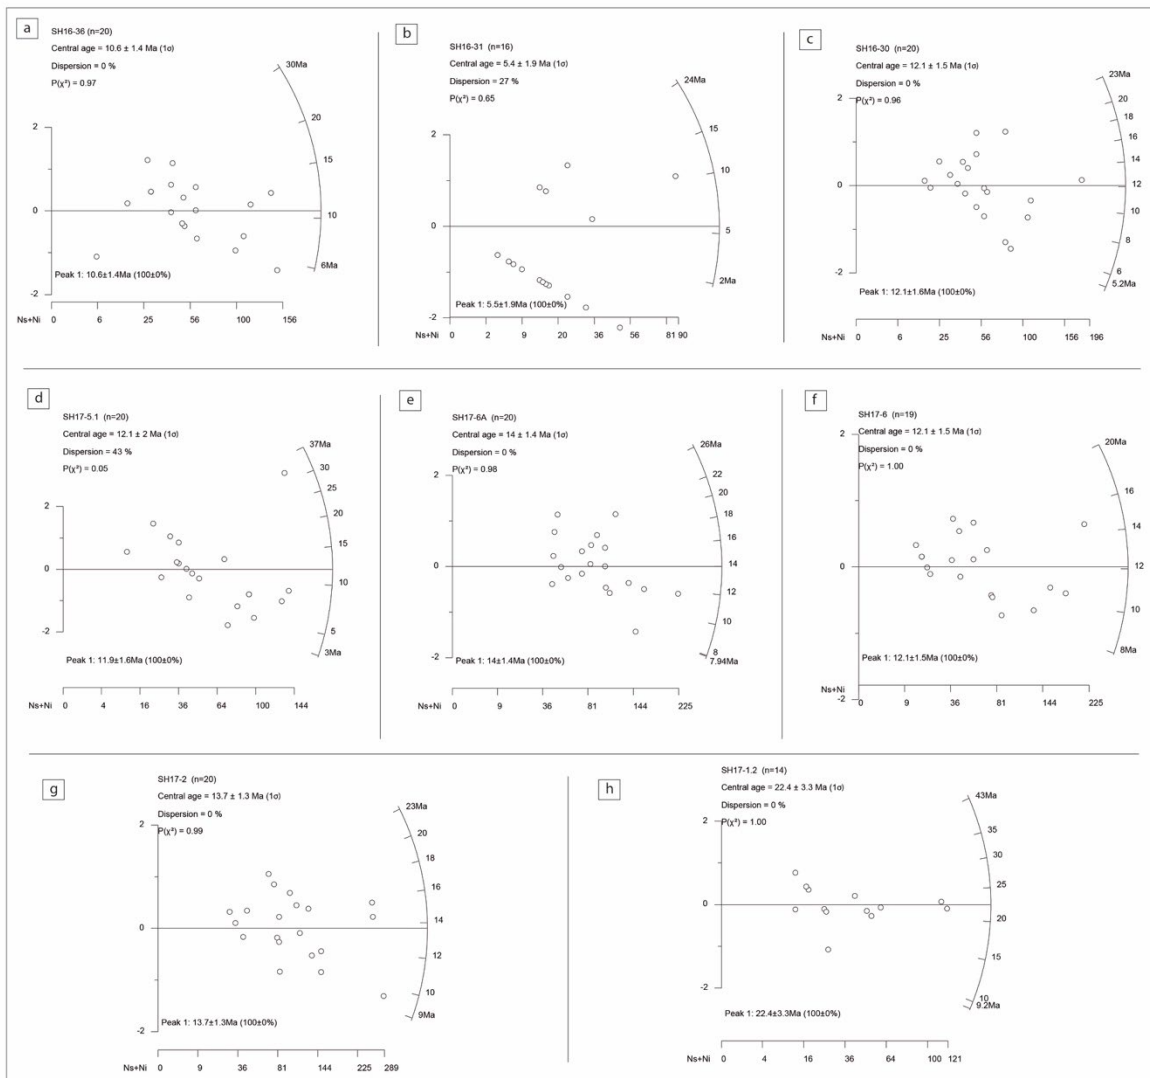 a
SH16-36 (n=20)
Central age = 10.6 ± 1.4 Ma (1σ)
Dispersion = 0 %
P(χ²) = 0.97
30Ma
20
15
10
6Ma
2
0
-2
Peak 1: 10.6±1.4Ma (100±0%)
Ns+Ni 0 6 25 56 100 156
b
SH16-31 (n=16)
Central age = 5.4 ± 1.9 Ma (1σ)
Dispersion = 27 %
P(χ²) = 0.65
24Ma
15
10
5
2Ma
2
0
-2
Peak 1: 5.5±1.9Ma (100±0%)
Ns+Ni 0 2 9 20 36 56 81 90
c
SH16-30 (n=20)
Central age = 12.1 ± 1.5 Ma (1σ)
Dispersion = 0 %
P(χ²) = 0.96
23Ma
20
18
16
14
12
10
8
6
5.2Ma
2
0
-2
Peak 1: 12.1±1.6Ma (100±0%)
Ns+Ni 0 6 25 56 100 156 196
d
SH17-5.1 (n=20)
Central age = 12.1 ± 2 Ma (1σ)
Dispersion = 43 %
P(χ²) = 0.05
37Ma
30
25
20
15
10
5
3Ma
2
0
-2
Peak 1: 11.9±1.6Ma (100±0%)
Ns+Ni 0 4 16 36 64 100 144
e
SH17-6A (n=20)
Central age = 14 ± 1.4 Ma (1σ)
Dispersion = 0 %
P(χ²) = 0.98
26Ma
22
20
18
16
14
12
10
8
7.94Ma
2
0
-2
Peak 1: 14±1.4Ma (100±0%)
Ns+Ni 0 9 36 81 144 225
f
SH17-6 (n=19)
Central age = 12.1 ± 1.5 Ma (1σ)
Dispersion = 0 %
P(χ²) = 1.00
20Ma
16
14
12
10
8Ma
2
0
-2
Peak 1: 12.1±1.5Ma (100±0%)
Ns+Ni 0 9 36 81 144 225
g
SH17-2 (n=20)
Central age = 13.7 ± 1.3 Ma (1σ)
Dispersion = 0 %
P(χ²) = 0.99
23Ma
20
18
16
14
12
10
9Ma
2
0
-2
Peak 1: 13.7±1.3Ma (100±0%)
Ns+Ni 0 9 36 81 144 225 289
h
SH17-1.2 (n=14)
Central age = 22.4 ± 3.3 Ma (1σ)
Dispersion = 0 %
P(χ²) = 1.00
43Ma
35
30
25
20
15
10
9.2Ma
2
0
-2
Peak 1: 22.4±3.3Ma (100±0%)
Ns+Ni 0 4 16 36 64 100 121